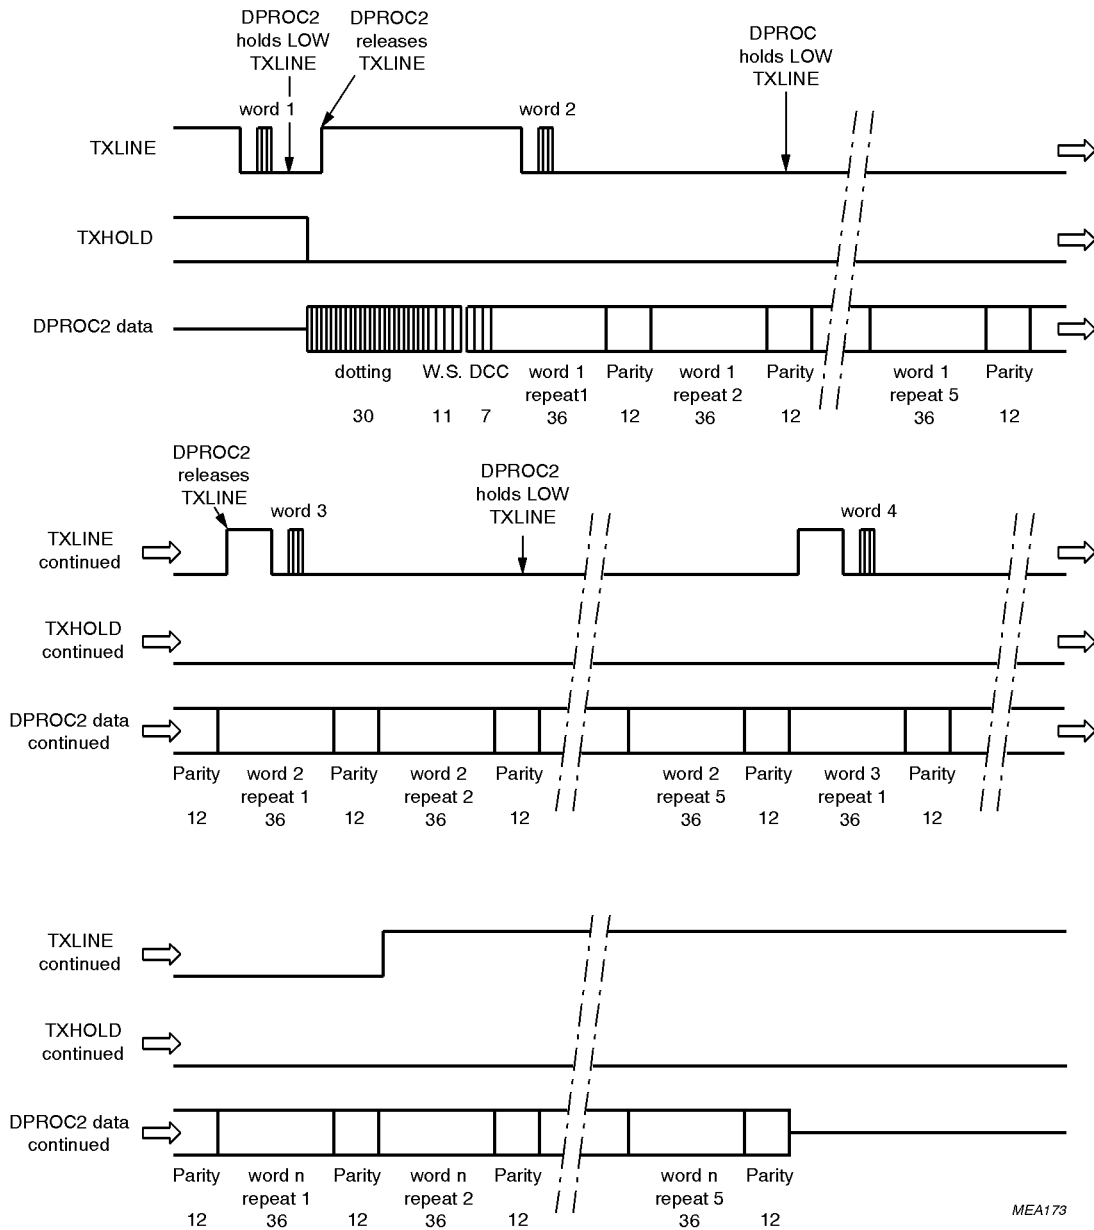 DPROC2
holds LOW
TXLINE
DPROC2
releases
TXLINE
DPROC
holds LOW
TXLINE
word 1
word 2
TXLINE
TXHOLD
DPROC2 data
dotting
W.S.
DCC
word 1
repeat1
Parity
word 1
repeat 2
Parity
word 1
repeat 5
Parity
30
11
7
36
12
36
12
36
12
DPROC2
releases
TXLINE
word 3
DPROC2
holds LOW
TXLINE
word 4
TXLINE
continued
TXHOLD
continued
DPROC2 data
continued
Parity
word 2
repeat 1
Parity
word 2
repeat 2
Parity
word 2
repeat 5
Parity
word 3
repeat 1
Parity
12
36
12
36
12
36
12
36
12
TXLINE
continued
TXHOLD
continued
DPROC2 data
continued
Parity
word n
repeat 1
Parity
word n
repeat 2
Parity
word n
repeat 5
Parity
12
36
12
36
12
36
12
MEA173